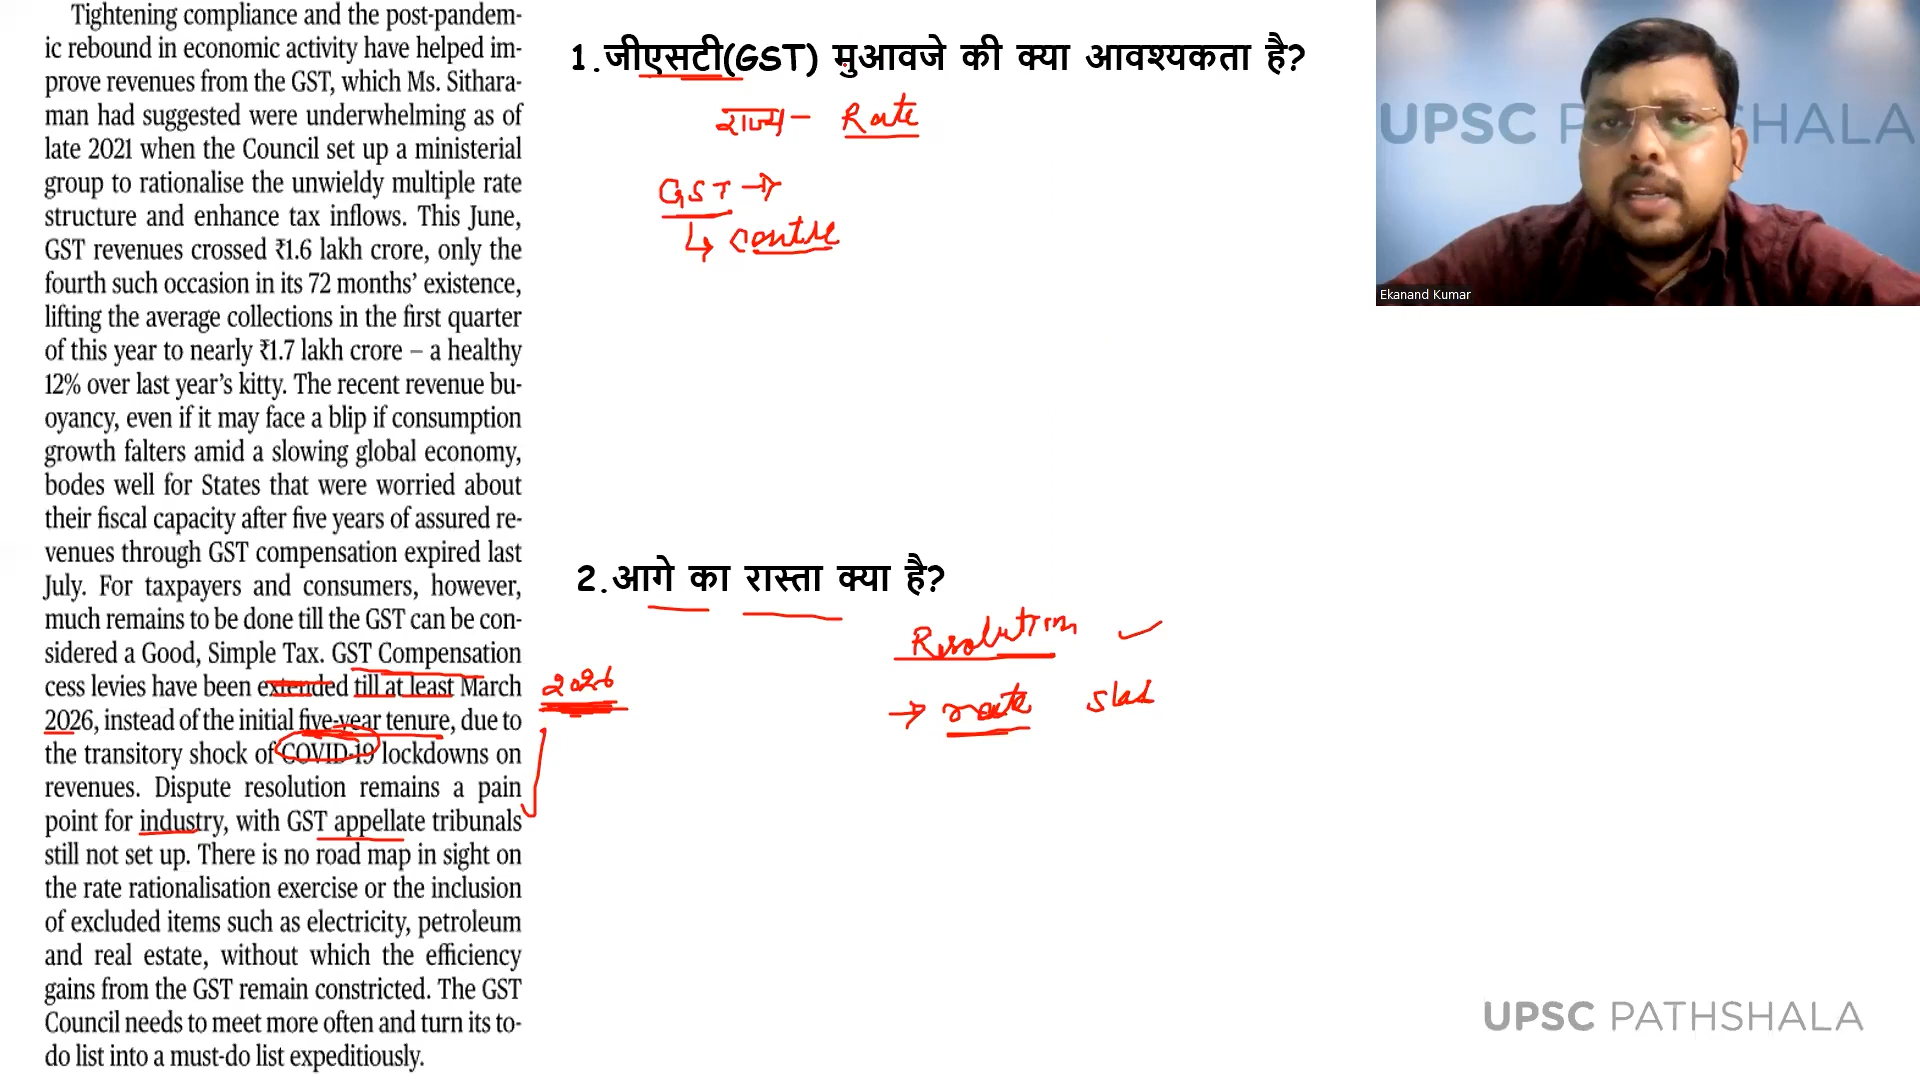 Tightening compliance and the post-pandem-
ic rebound in economic activity have helped im-
prove revenues from the GST, which Ms. Sithara-
man had suggested were underwhelming as of
late 2021 when the Council set up a ministerial
group to rationalise the unwieldy multiple rate
structure and enhance tax inflows. This June,
GST revenues crossed ₹1.6 lakh crore, only the
fourth such occasion in its 72 months’ existence,
lifting the average collections in the first quarter
of this year to nearly ₹1.7 lakh crore – a healthy
12% over last year’s kitty. The recent revenue bu-
oyancy, even if it may face a blip if consumption
growth falters amid a slowing global economy,
bodes well for States that were worried about
their fiscal capacity after five years of assured re-
venues through GST compensation expired last
July. For taxpayers and consumers, however,
much remains to be done till the GST can be con-
sidered a Good, Simple Tax. GST Compensation
cess levies have been extended till at least March
2026, instead of the initial five-year tenure, due to
the transitory shock of COVID-19 lockdowns on
revenues. Dispute resolution remains a pain
point for industry, with GST appellate tribunals
still not set up. There is no road map in sight on
the rate rationalisation exercise or the inclusion
of excluded items such as electricity, petroleum
and real estate, without which the efficiency
gains from the GST remain constricted. The GST
Council needs to meet more often and turn its to-
do list into a must-do list expeditiously.
2026
1.जीएसटी(GST) मुआवजे की क्या आवश्यकता है?
राज्य - Rate
GST →
↳ centre
2.आगे का रास्ता क्या है?
Resolution ✓
→ rate slab
UPSC PATHSHALA
Ekanand Kumar
UPSC PATHSHALA